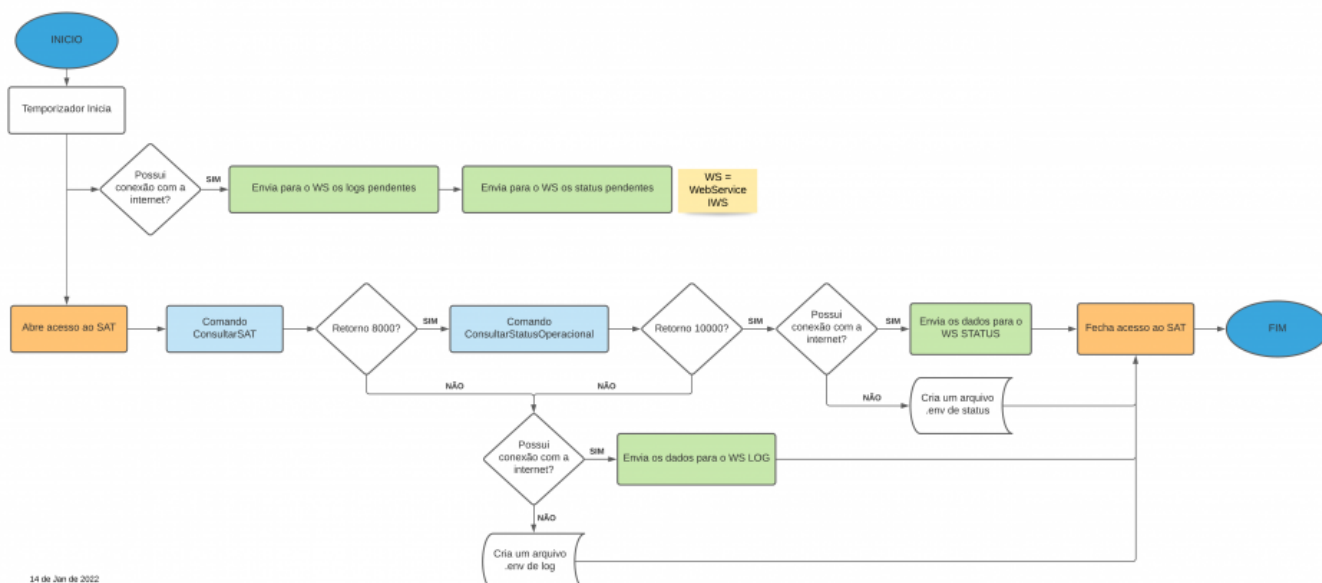 INICIO
Temporizador Inicia
Possui
conexão com a
internet?
SIM
Envia para o WS os logs pendentes
Envia para o WS os status pendentes
WS =
WebService
IWS
Abre acesso ao SAT
Comando
ConsultarSAT
Retorno 8000?
SIM
Comando
ConsultarStatusOperacional
Retorno 10000?
SIM
Possui
conexão com a
internet?
SIM
Envia os dados para o
WS STATUS
Fecha acesso ao SAT
FIM
NÃO
NÃO
NÃO
Cria um arquivo
.env de status
Possui
conexão com a
internet?
SIM
Envia os dados para o WS LOG
NÃO
Cria um arquivo
.env de log
14 de Jan de 2022